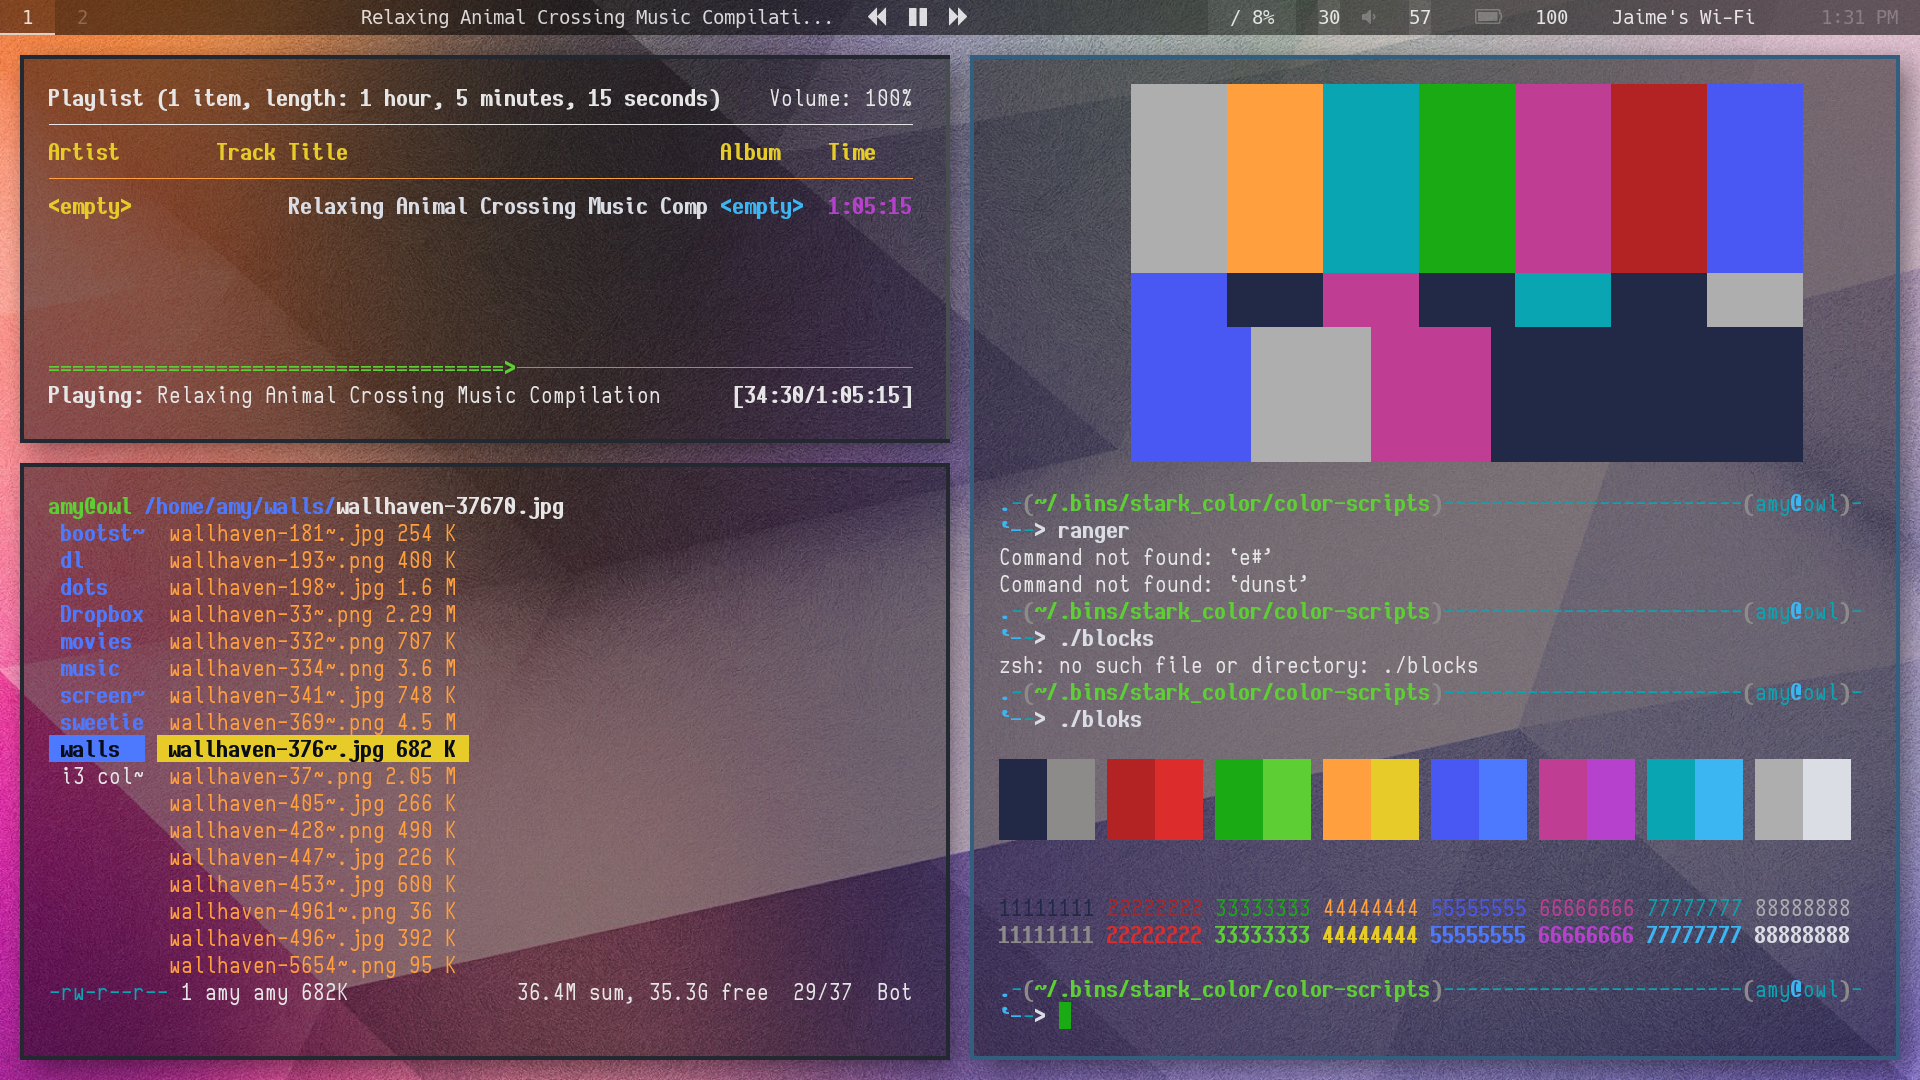 1 2 Relaxing Animal Crossing Music Compilati... / 8% 30 57 100 Jaime's Wi-Fi 1:31 PM
Playlist (1 item, length: 1 hour, 5 minutes, 15 seconds) Volume: 100%
Artist Track Title Album Time
<empty> Relaxing Animal Crossing Music Comp <empty> 1:05:15
======================================>
Playing: Relaxing Animal Crossing Music Compilation [34:30/1:05:15]
amy@owl /home/amy/walls/wallhaven-37670.jpg
bootst~ wallhaven-181~.jpg 254 K
dl wallhaven-193~.png 400 K
dots wallhaven-198~.jpg 1.6 M
Dropbox wallhaven-33~.png 2.29 M
movies wallhaven-332~.png 707 K
music wallhaven-334~.png 3.6 M
screen~ wallhaven-341~.jpg 748 K
sweetie wallhaven-369~.png 4.5 M
walls wallhaven-376~.jpg 682 K
i3 col~ wallhaven-37~.png 2.05 M
wallhaven-405~.jpg 266 K
wallhaven-428~.png 490 K
wallhaven-447~.jpg 226 K
wallhaven-453~.jpg 600 K
wallhaven-4961~.png 36 K
wallhaven-496~.jpg 392 K
wallhaven-5654~.png 95 K
-rw-r--r-- 1 amy amy 682K 36.4M sum, 35.3G free 29/37 Bot
.-(~/.bins/stark_color/color-scripts)-------------------------(amy@owl)-
`--> ranger
Command not found: ‘e#’
Command not found: ‘dunst’
.-(~/.bins/stark_color/color-scripts)-------------------------(amy@owl)-
`--> ./blocks
zsh: no such file or directory: ./blocks
.-(~/.bins/stark_color/color-scripts)-------------------------(amy@owl)-
`--> ./bloks
11111111 22222222 33333333 44444444 55555555 66666666 77777777 88888888
11111111 22222222 33333333 44444444 55555555 66666666 77777777 88888888
.-(~/.bins/stark_color/color-scripts)-------------------------(amy@owl)-
`-->